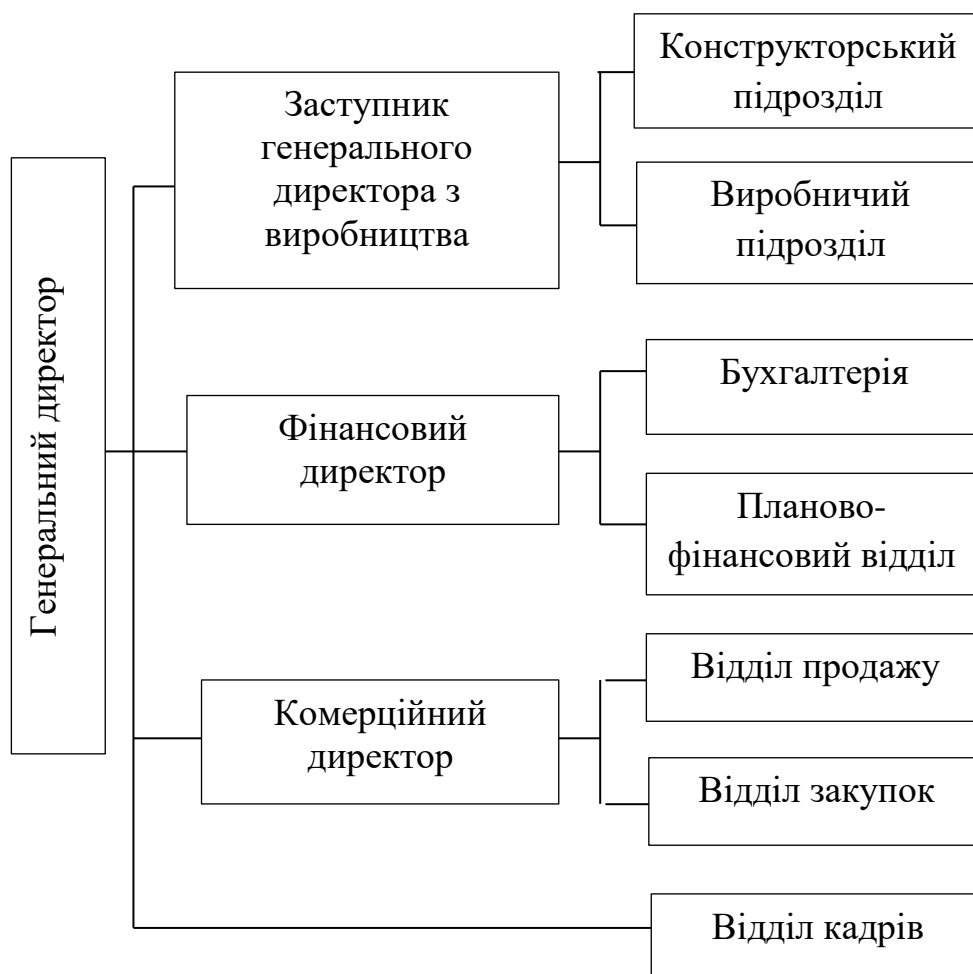 Генеральний директор
Заступник
генерального
директора з
виробництва
Конструкторський
підрозділ
Виробничий
підрозділ
Фінансовий
директор
Бухгалтерія
Планово-
фінансовий відділ
Комерційний
директор
Відділ продажу
Відділ закупок
Відділ кадрів